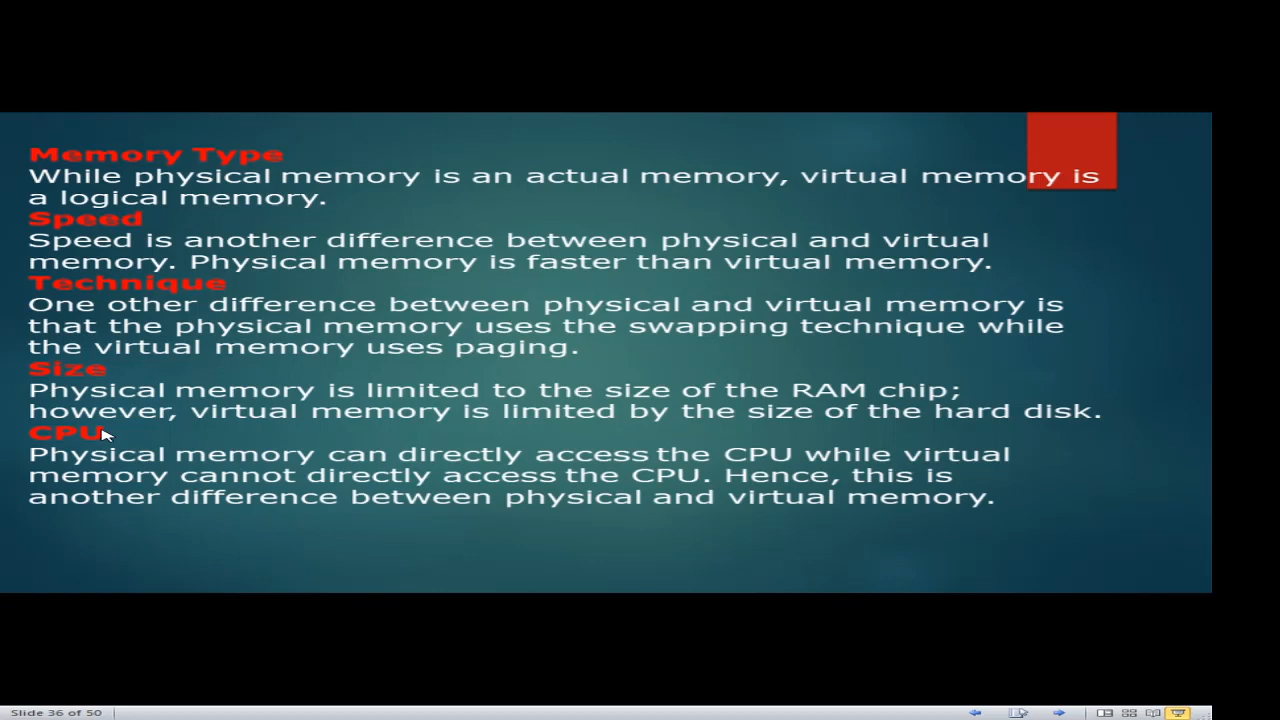 Memory Type
While physical memory is an actual memory, virtual memory is
a logical memory.
Speed
Speed is another difference between physical and virtual
memory. Physical memory is faster than virtual memory.
Technique
One other difference between physical and virtual memory is
that the physical memory uses the swapping technique while
the virtual memory uses paging.
Size
Physical memory is limited to the size of the RAM chip;
however, virtual memory is limited by the size of the hard disk.
CPU
Physical memory can directly access the CPU while virtual
memory cannot directly access the CPU. Hence, this is
another difference between physical and virtual memory.
Slide 36 of 50